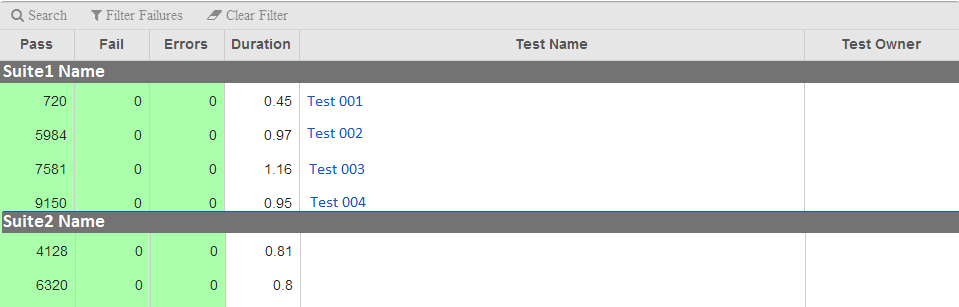 Search Filter Failures Clear Filter
Pass Fail Errors Duration Test Name Test Owner
Suite1 Name
720 0 0 0.45 Test 001
5984 0 0 0.97 Test 002
7581 0 0 1.16 Test 003
9150 0 0 0.95 Test 004
Suite2 Name
4128 0 0 0.81
6320 0 0 0.8